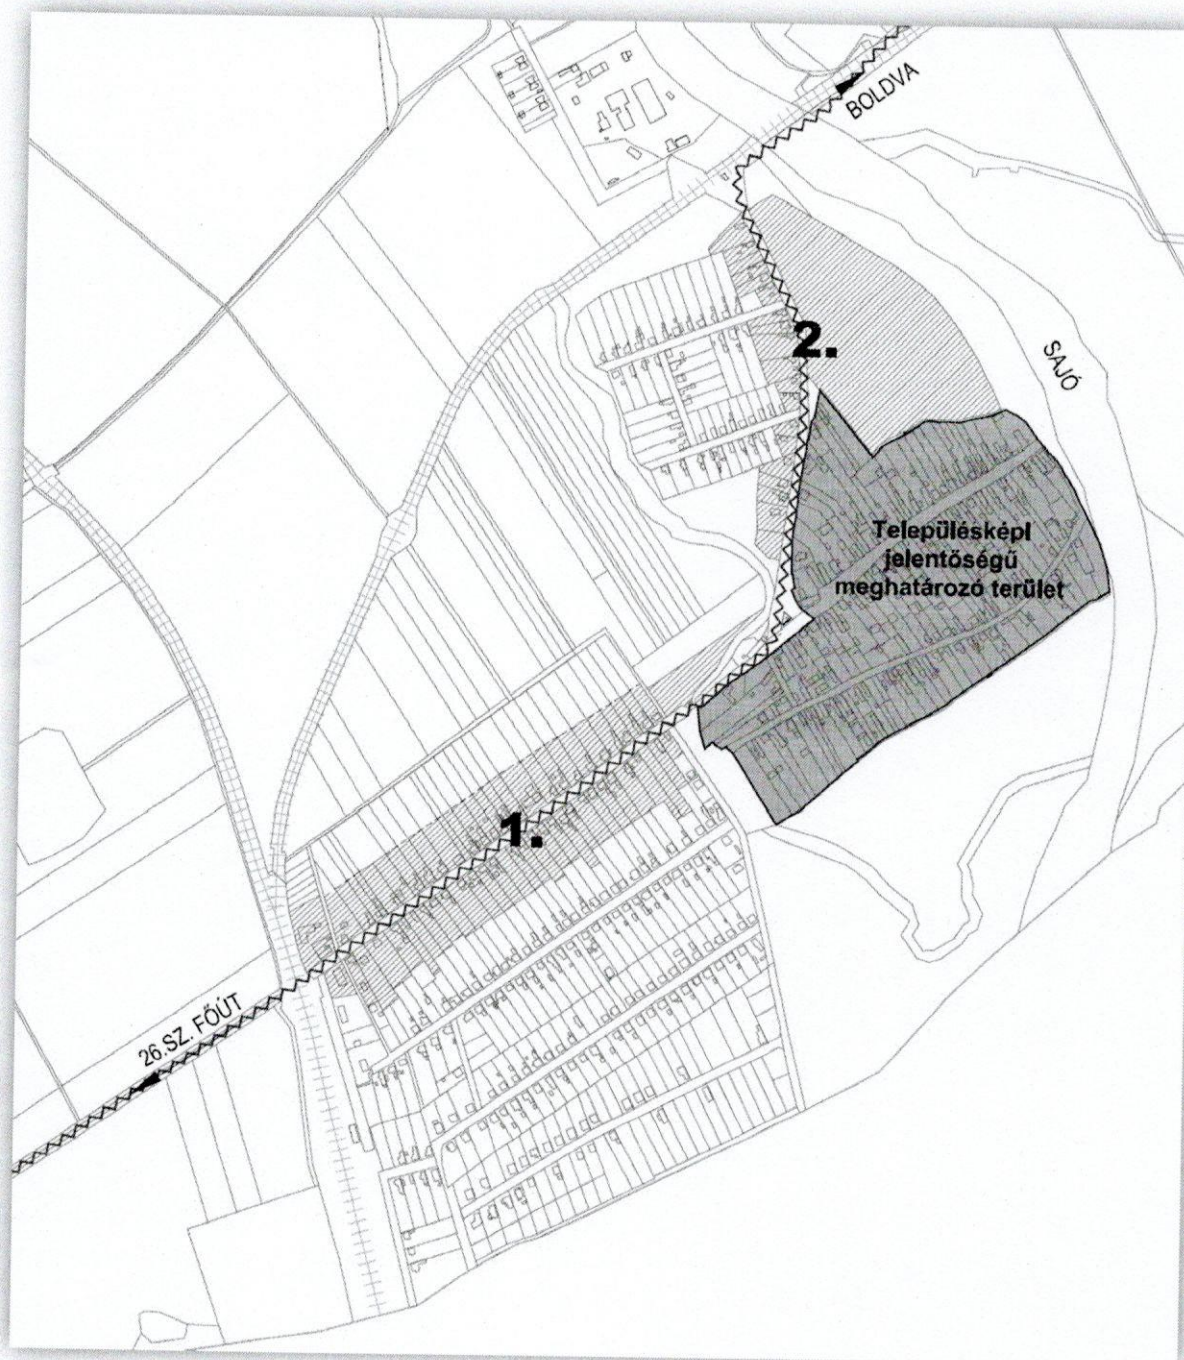 BOLDVA
2.
SAJÓ
Településképi
jelentőségű
meghatározó terület
1.
26.SZ. FŐÚT